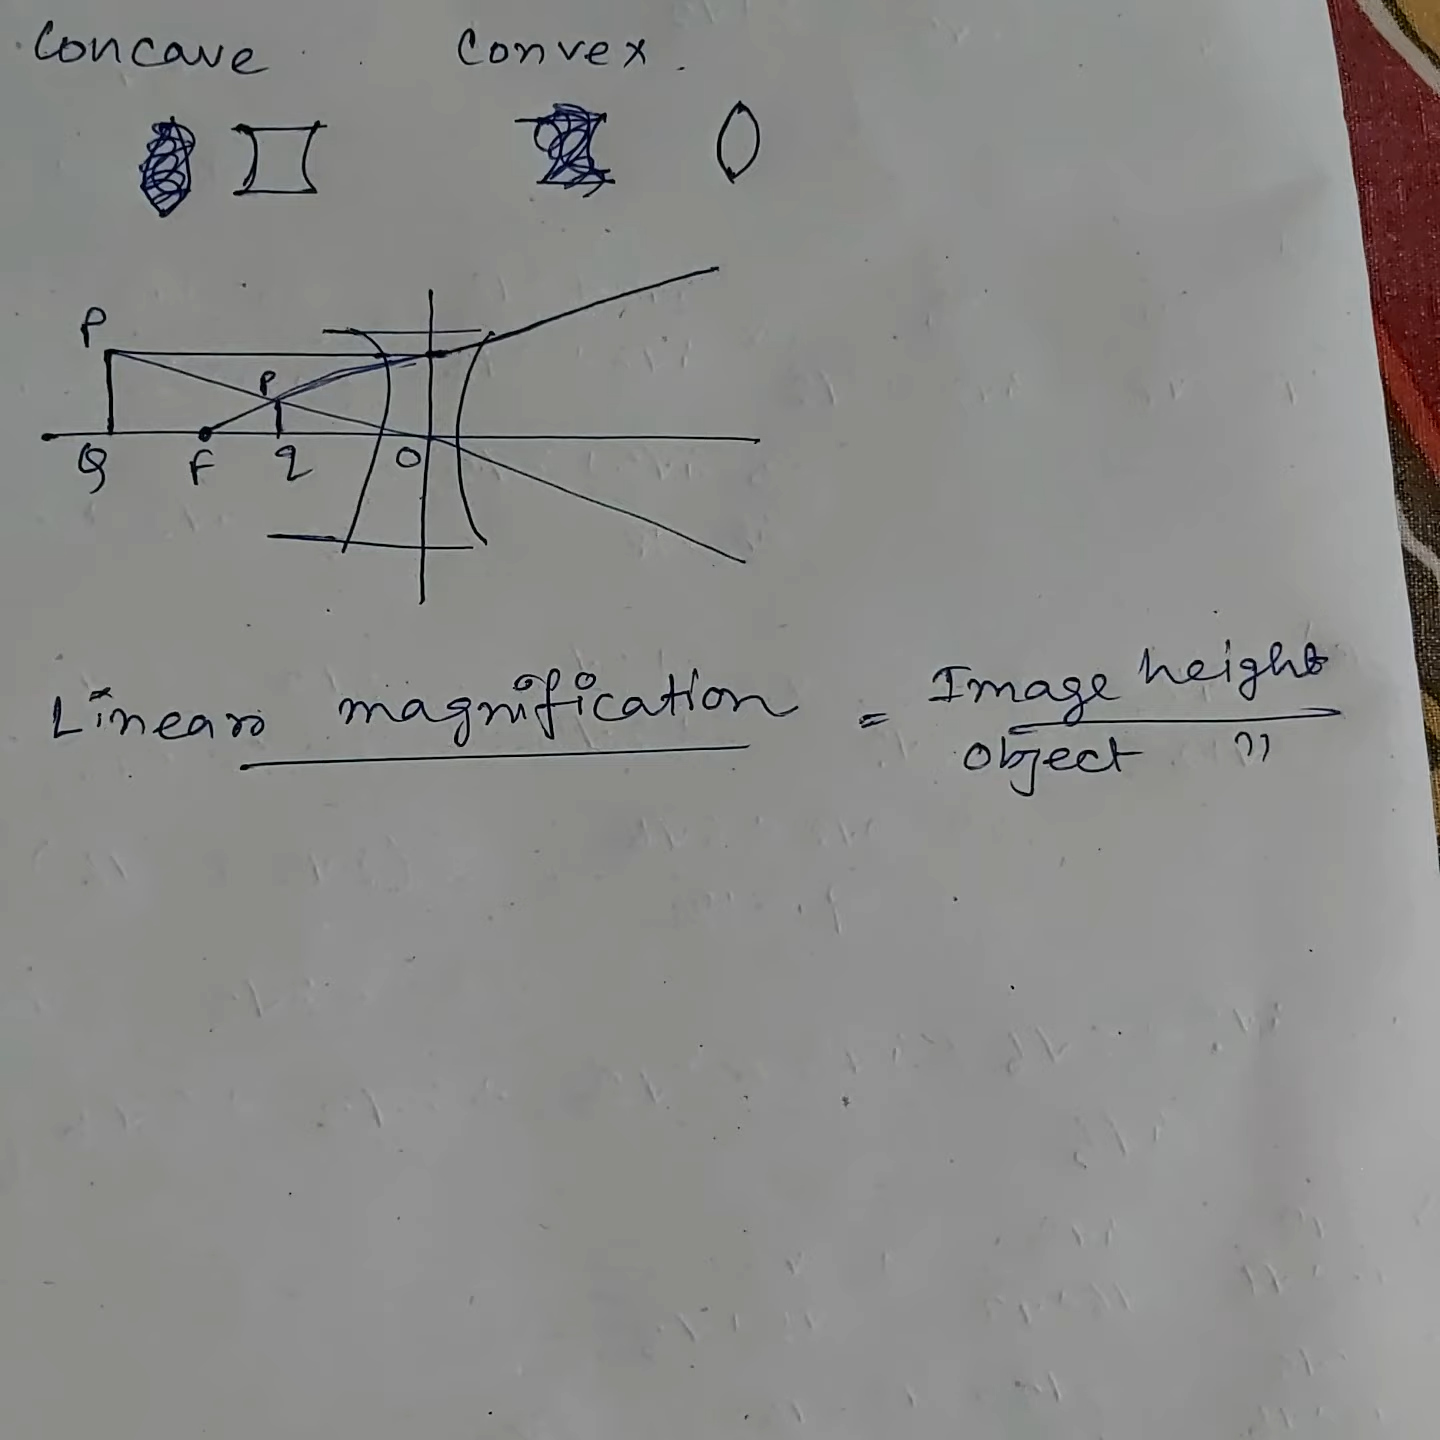 Concave Convex.
P
P
Q F q O
Linear magnification = Image height
object "